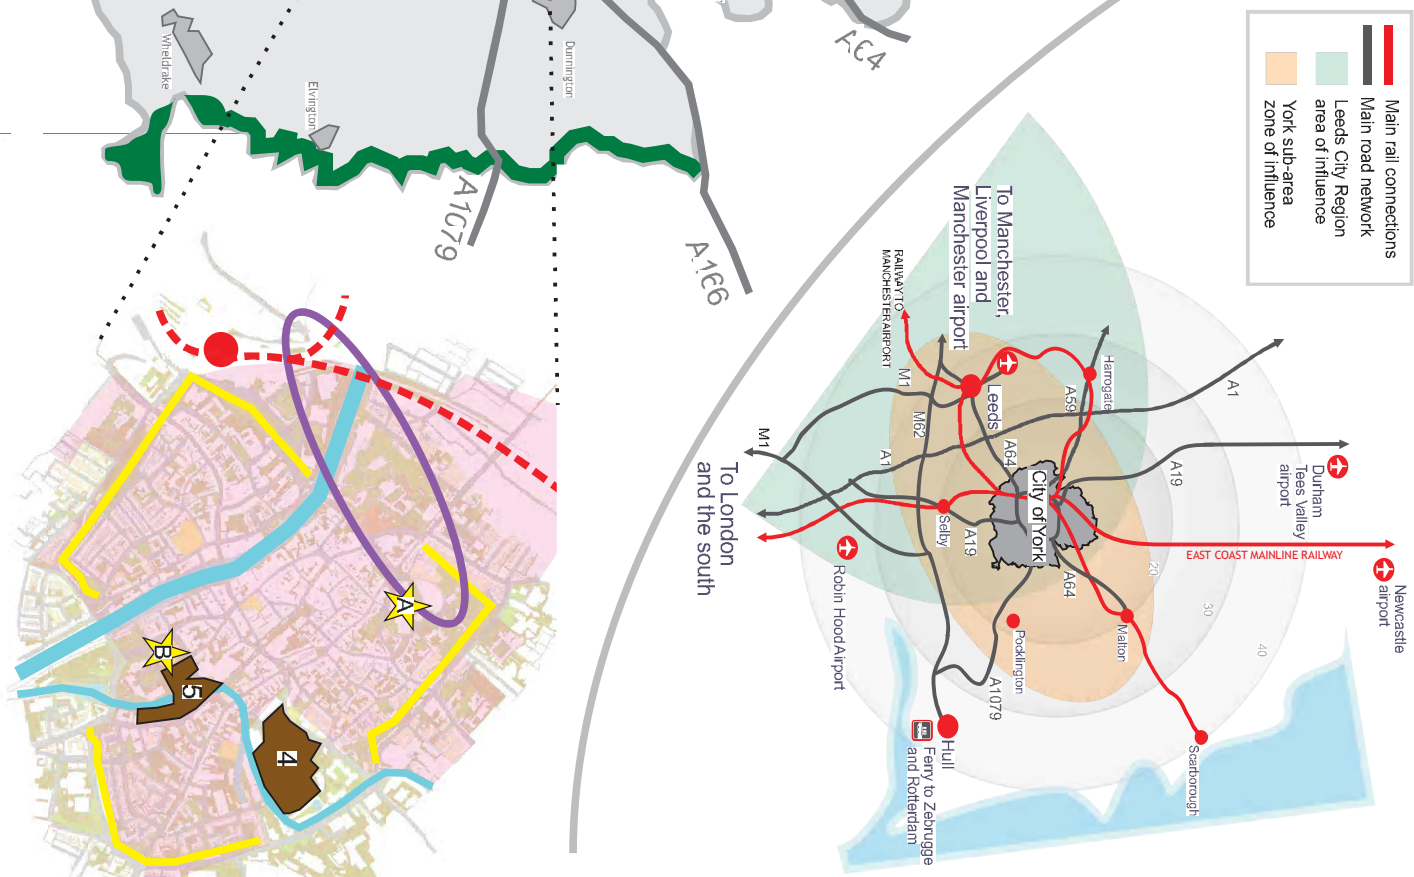 Main rail connections
Main road network
Leeds City Region
area of influence
York sub-area
zone of influence
Wheldrake
Elvington
Dunnington
A64
A1079
A166
To Manchester,
Liverpool and
Manchester airport
RAILWAY TO
MANCHESTER AIRPORT
M1
M62
A1
M1
Leeds
A64
A59
Harrogate
A1
A19
Durham
Tees Valley
airport
EAST COAST MAINLINE RAILWAY
Newcastle
airport
City of York
Selby
A19
A64
20
30
40
Malton
Pocklington
A1079
Scarborough
Hull
Ferry to Zebrugge
and Rotterdam
Robin Hood Airport
To London
and the south
A
B
5
4